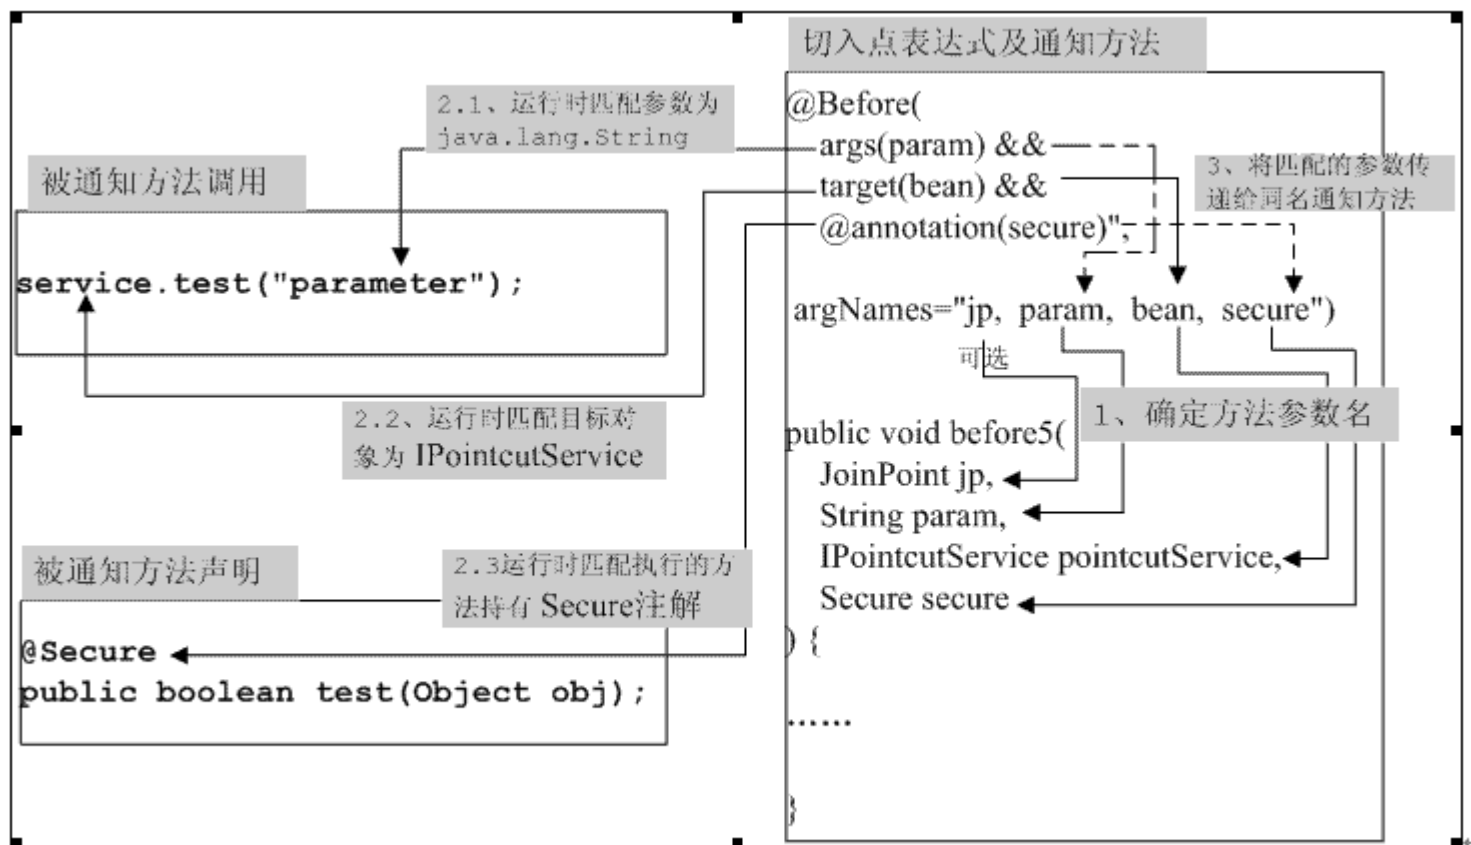 切入点表达式及通知方法
@Before(
args(param) &&
target(bean) &&
@annotation(secure)",
argNames="jp, param, bean, secure")
可选
public void before5(
JoinPoint jp,
String param,
IPointcutService pointcutService,
Secure secure
) {
......
}
1、确定方法参数名
2.1、运行时匹配参数为
java.lang.String
被通知方法调用
service.test("parameter");
2.2、运行时匹配目标对
象为 IPointcutService
被通知方法声明
2.3运行时匹配执行的方
法持有 Secure注解
@Secure
public boolean test(Object obj);
3、将匹配的参数传
递给同名通知方法